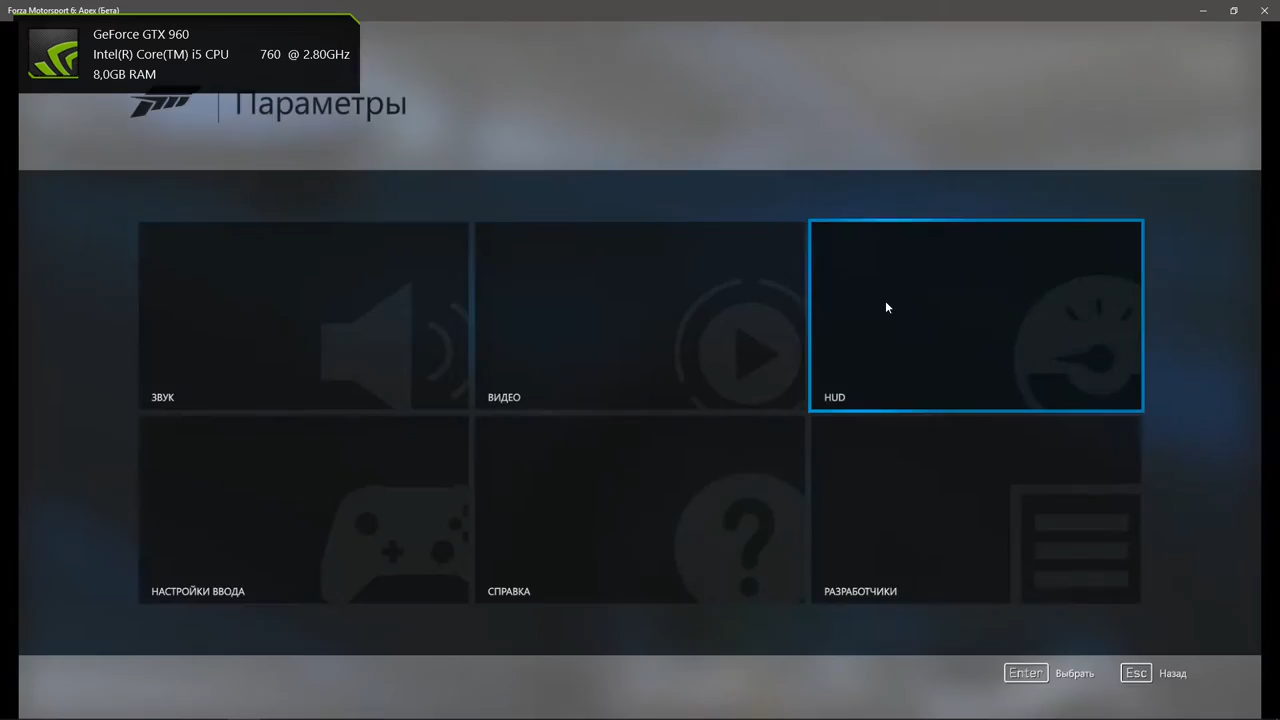 Forza Motorsport 6: Apex (Бета)
GeForce GTX 960
Intel(R) Core(TM) i5 CPU 760 @ 2.80GHz
8,0GB RAM
Параметры
ЗВУК
ВИДЕО
HUD
НАСТРОЙКИ ВВОДА
СПРАВКА
РАЗРАБОТЧИКИ
Enter Выбрать Esc Назад